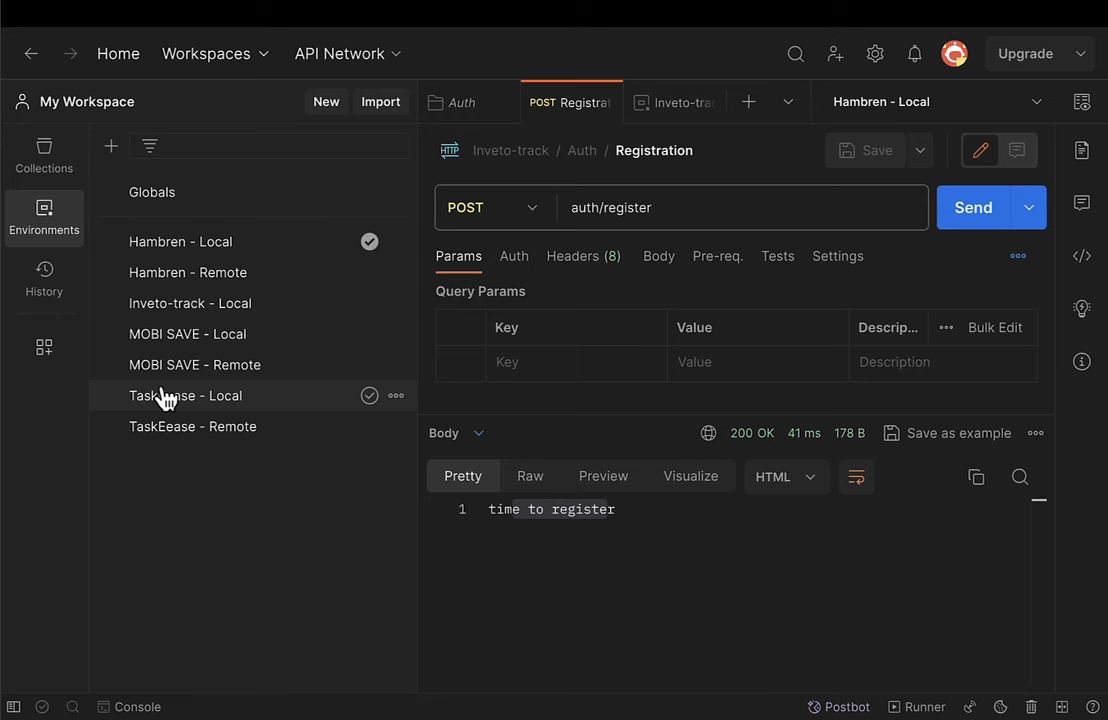 Home Workspaces API Network Upgrade
My Workspace New Import Auth POST Registrat Inveto-trac Hambren - Local
Collections
Environments
History
Globals
Hambren - Local
Hambren - Remote
Inveto-track - Local
MOBI SAVE - Local
MOBI SAVE - Remote
- Local
TaskEease - Remote
HTTP Inveto-track / Auth / Registration Save
POST auth/register Send
Params Auth Headers (8) Body Pre-req. Tests Settings
Query Params
Key Value Descrip... Bulk Edit
Key Value Description
Body 200 OK 41 ms 178 B Save as example
Pretty Raw Preview Visualize HTML
1 time to register
Console Postbot Runner